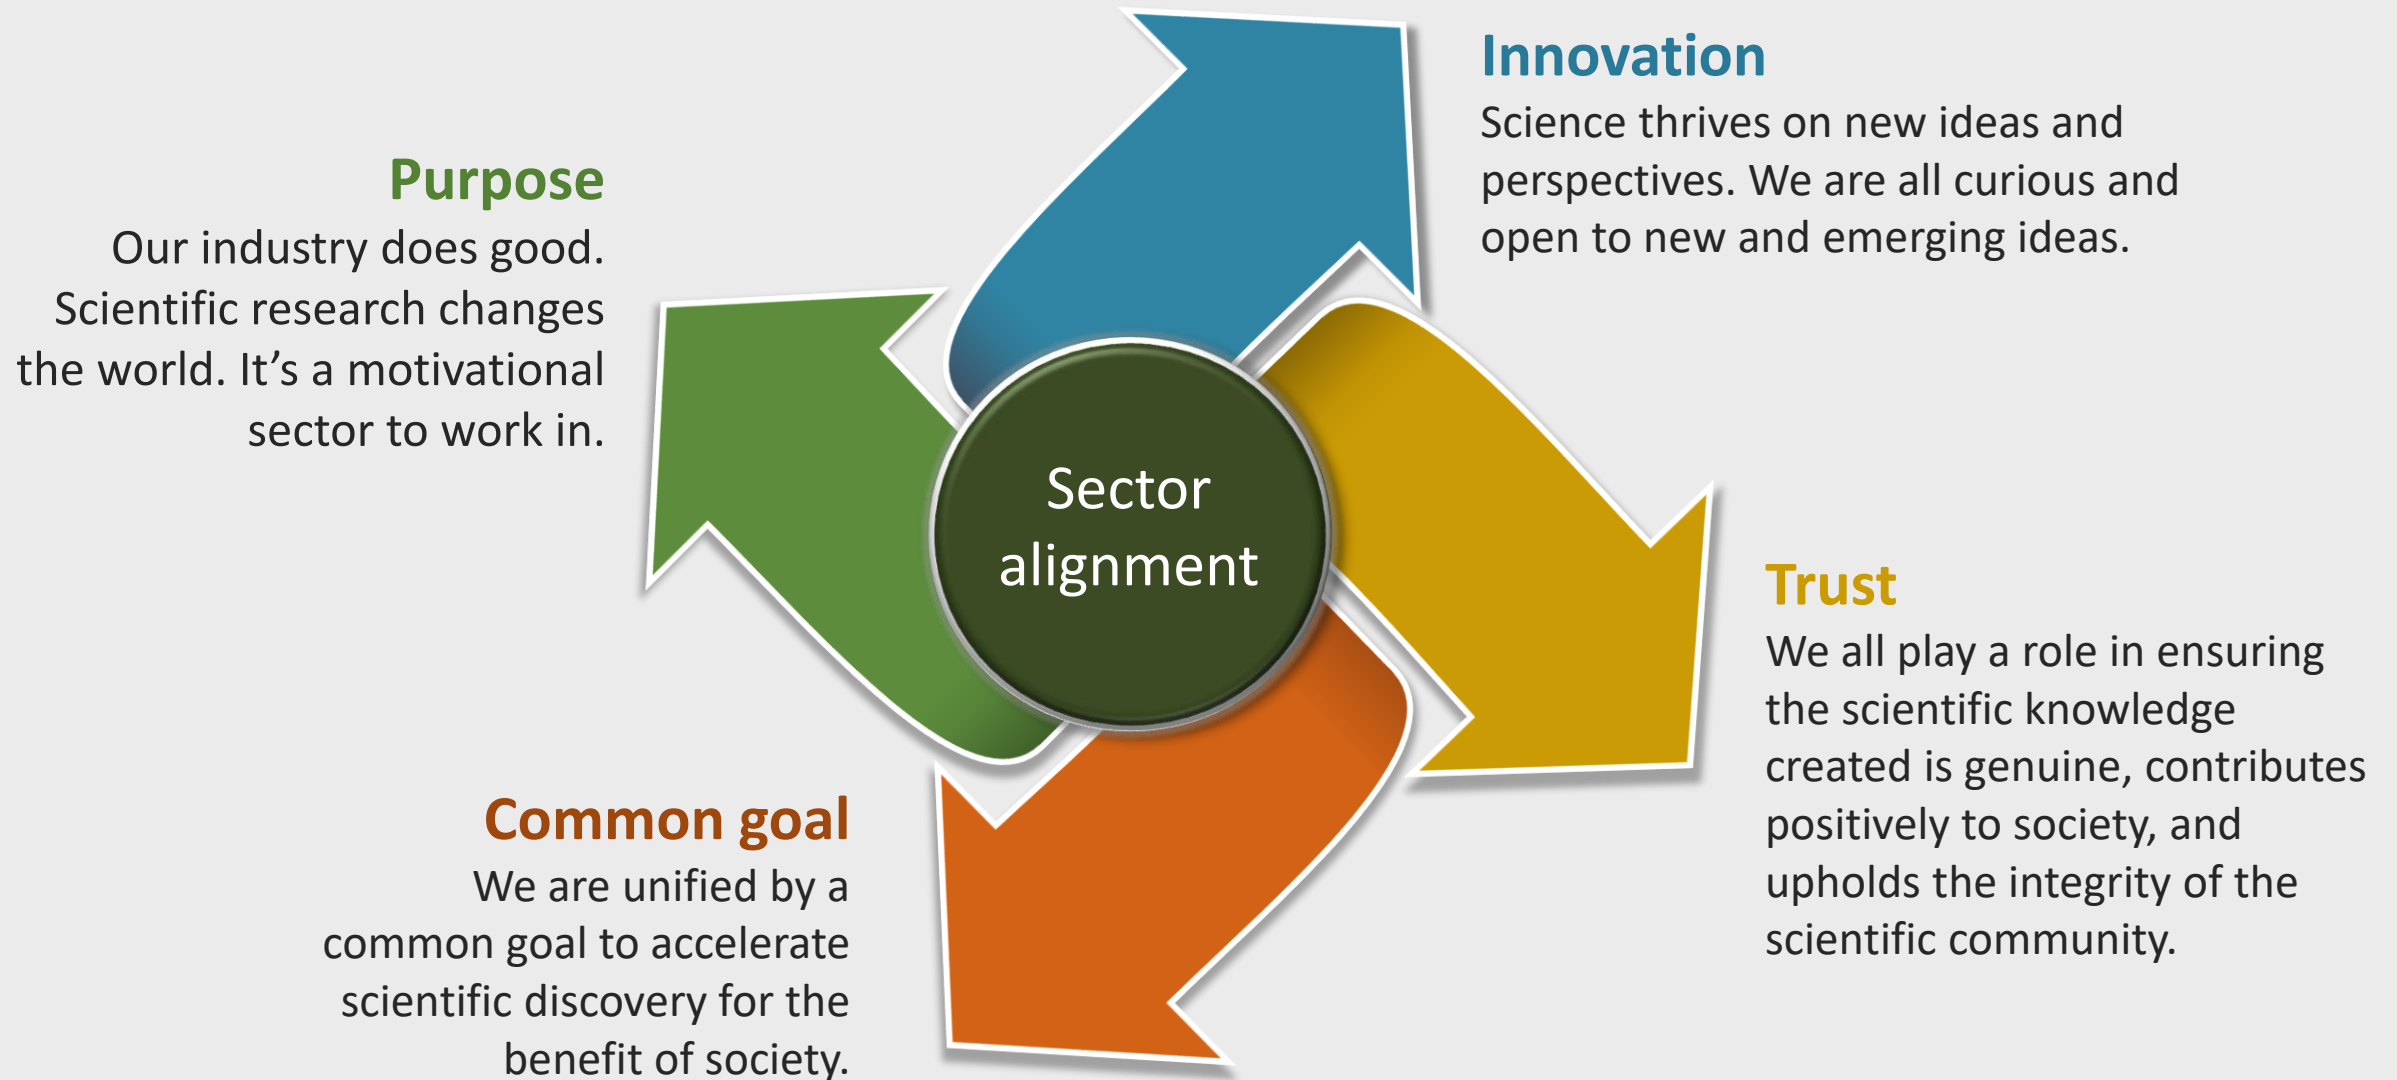 Innovation
Science thrives on new ideas and
perspectives. We are all curious and
open to new and emerging ideas.
Purpose
Our industry does good.
Scientific research changes
the world. It’s a motivational
sector to work in.
Sector
alignment
Trust
We all play a role in ensuring
the scientific knowledge
created is genuine, contributes
positively to society, and
upholds the integrity of the
scientific community.
Common goal
We are unified by a
common goal to accelerate
scientific discovery for the
benefit of society.